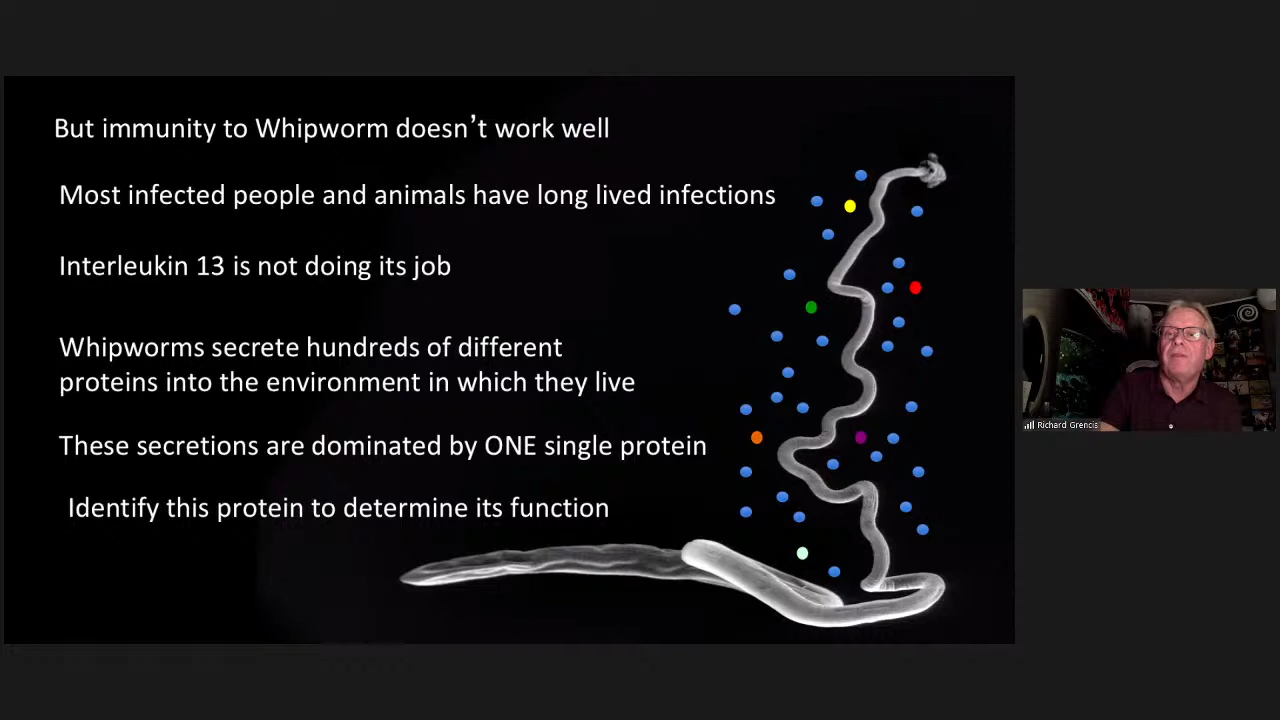 But immunity to Whipworm doesn’t work well
Most infected people and animals have long lived infections
Interleukin 13 is not doing its job
Whipworms secrete hundreds of different
proteins into the environment in which they live
These secretions are dominated by ONE single protein
Identify this protein to determine its function
Richard Grencis